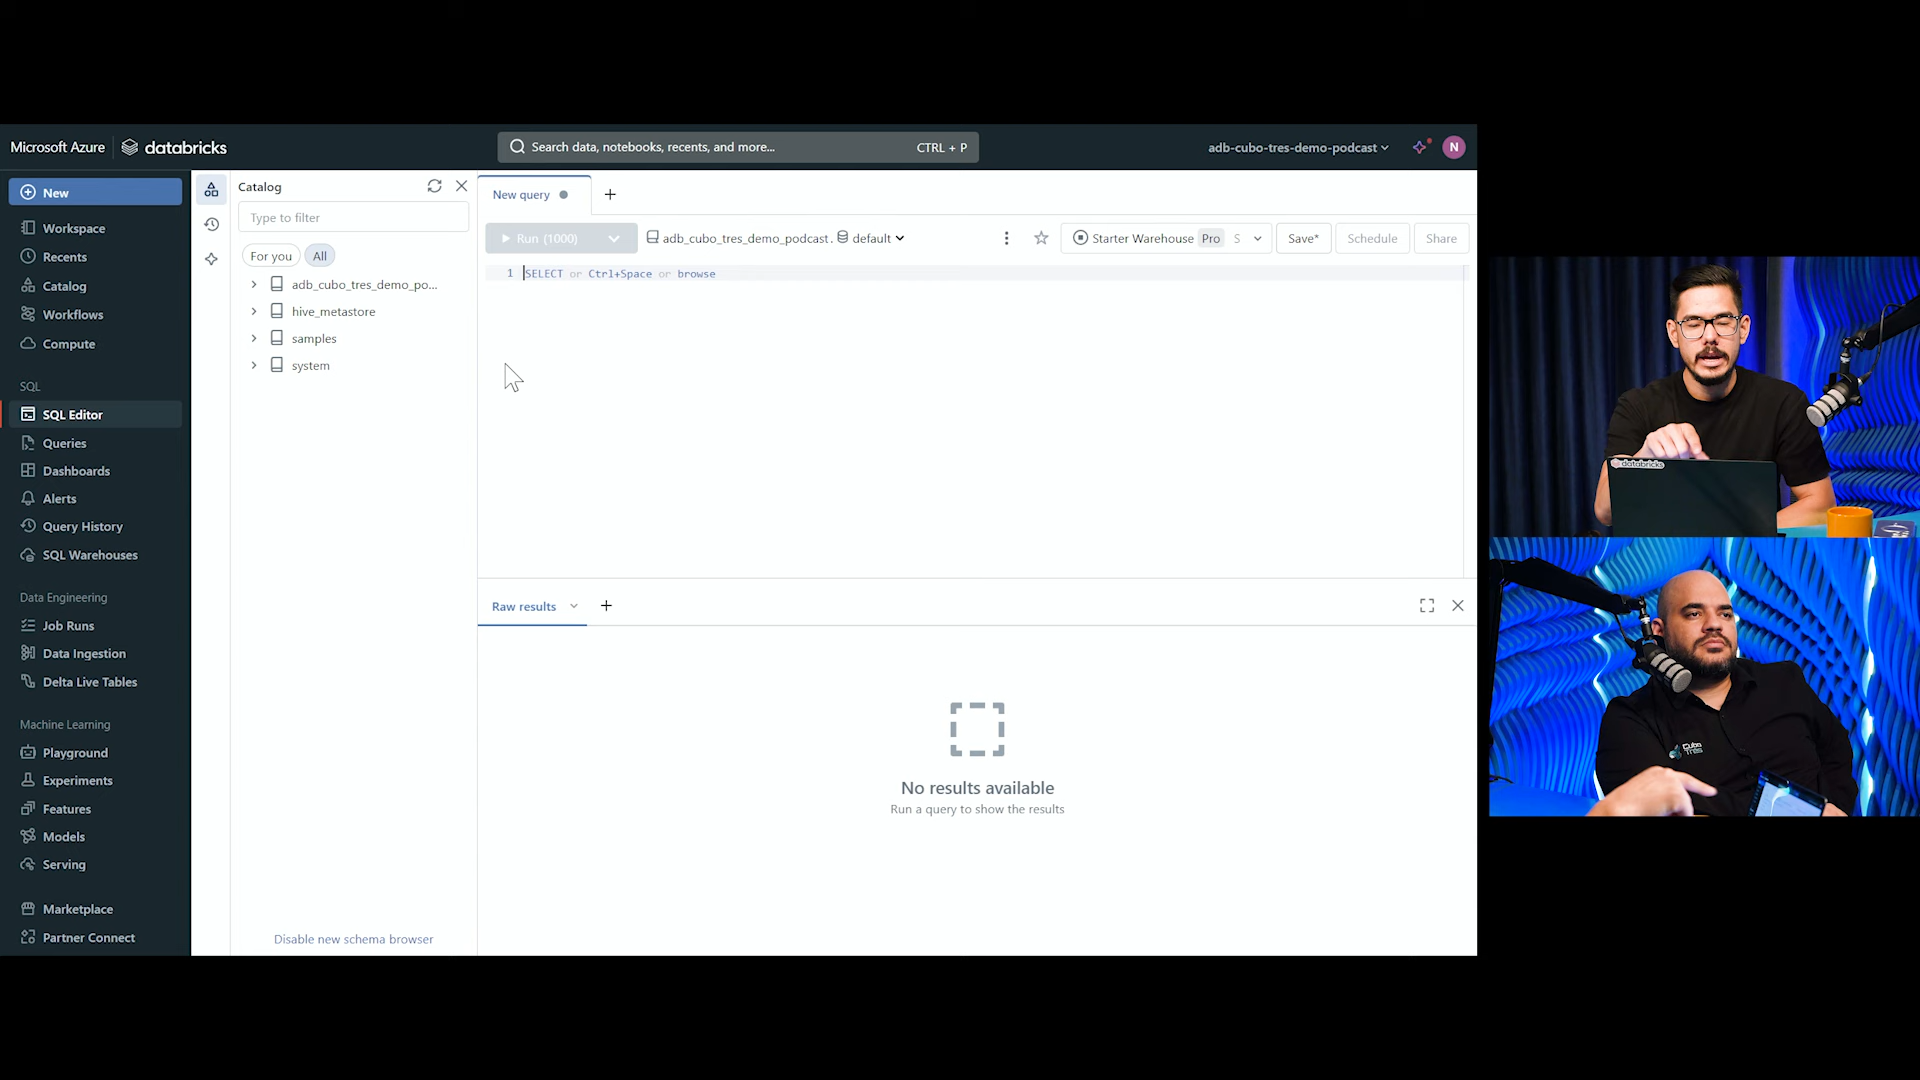 Microsoft Azure
databricks
Search data, notebooks, recents, and more...
CTRL + P
adb-cubo-tres-demo-podcast
N
New
Workspace
Recents
Catalog
Workflows
Compute
SQL
SQL Editor
Queries
Dashboards
Alerts
Query History
SQL Warehouses
Data Engineering
Job Runs
Data Ingestion
Delta Live Tables
Machine Learning
Playground
Experiments
Features
Models
Serving
Marketplace
Partner Connect
Catalog
Type to filter
For you
All
adb_cubo_tres_demo_po...
hive_metastore
samples
system
Disable new schema browser
New query
Run (1000)
adb_cubo_tres_demo_podcast. default
Starter Warehouse Pro S
Save*
Schedule
Share
1 SELECT or Ctrl+Space or browse
Raw results
No results available
Run a query to show the results
databricks
Cubo
Três